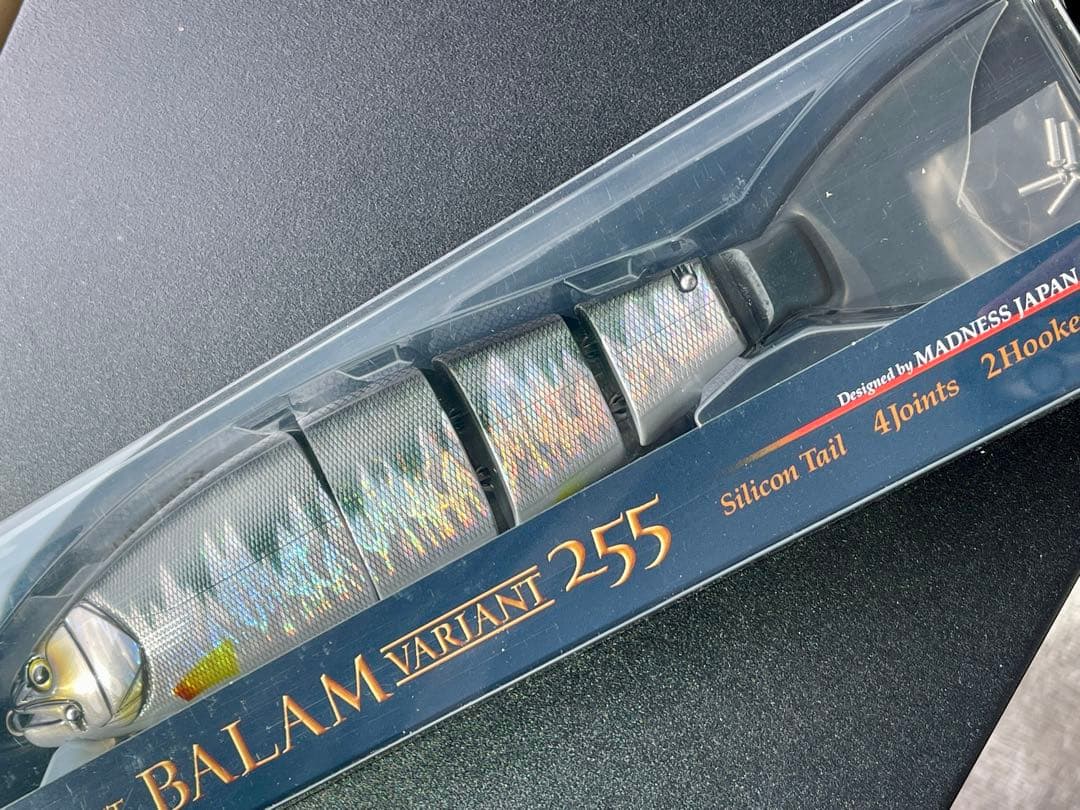 BALAM VARIANT 255
Designed by MADNESS JAPAN
Silicon Tail 4Joints 2Hooke